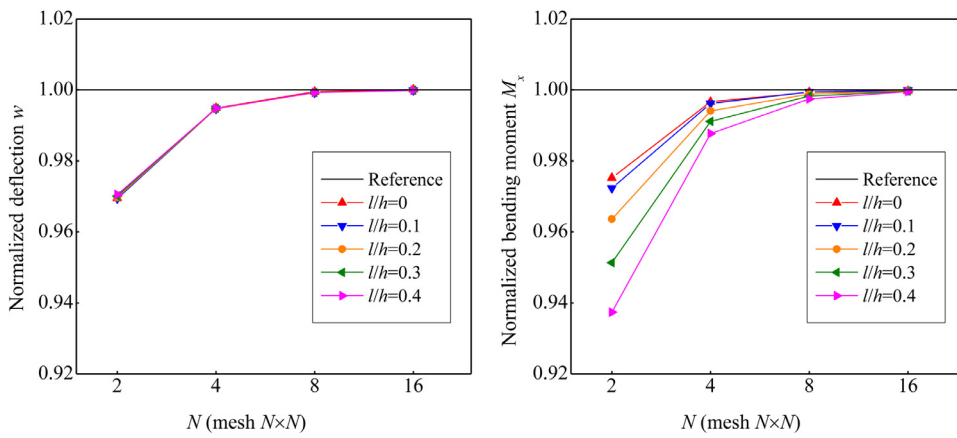 1.02
1.00
0.98
0.96
0.94
0.92
Normalized deflection w
2 4 8 16
N (mesh N×N)
Reference
l/h=0
l/h=0.1
l/h=0.2
l/h=0.3
l/h=0.4
1.02
1.00
0.98
0.96
0.94
0.92
Normalized bending moment Mₓ
2 4 8 16
N (mesh N×N)
Reference
l/h=0
l/h=0.1
l/h=0.2
l/h=0.3
l/h=0.4